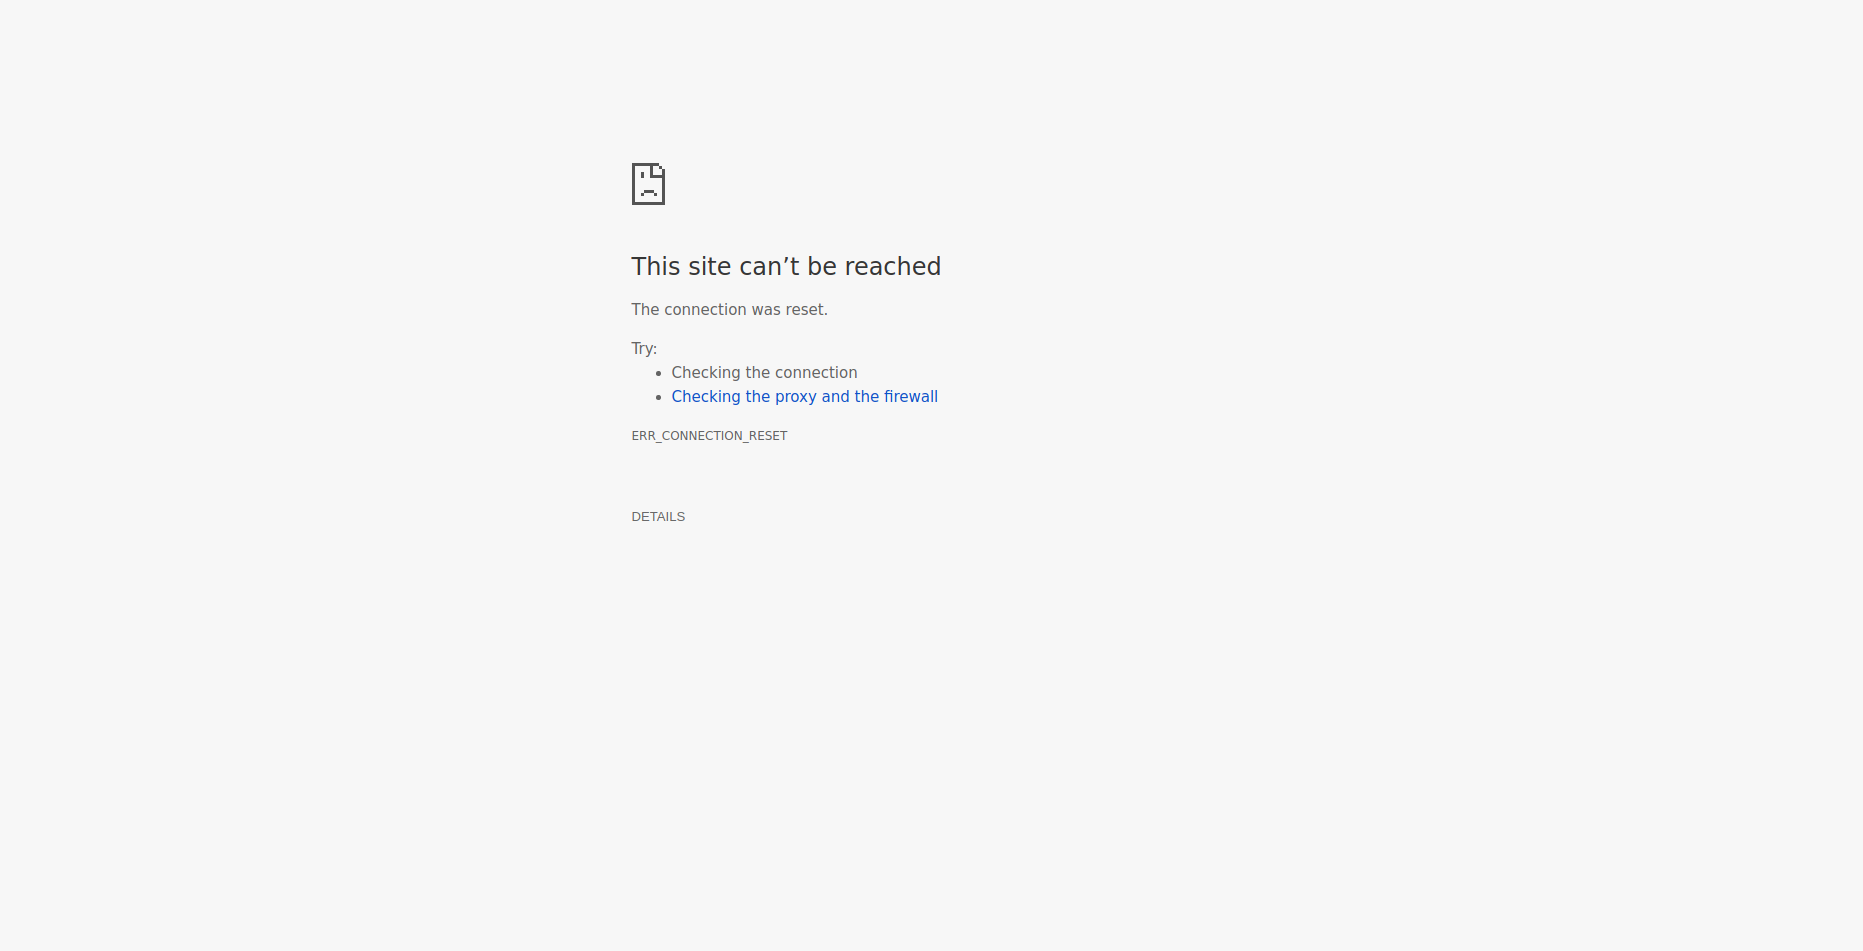 This site can’t be reached
The connection was reset.
Try:
Checking the connection
Checking the proxy and the firewall
ERR_CONNECTION_RESET
DETAILS